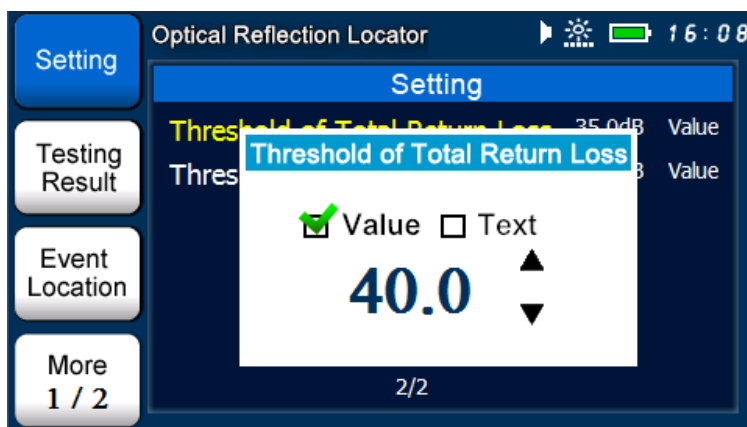 Setting
Optical Reflection Locator
16:08
Setting
Threshold of Total Return Loss 35.0dB Value
Thres B Value
Threshold of Total Return Loss
Value Text
40.0
Testing
Result
Event
Location
More
1 / 2
2/2